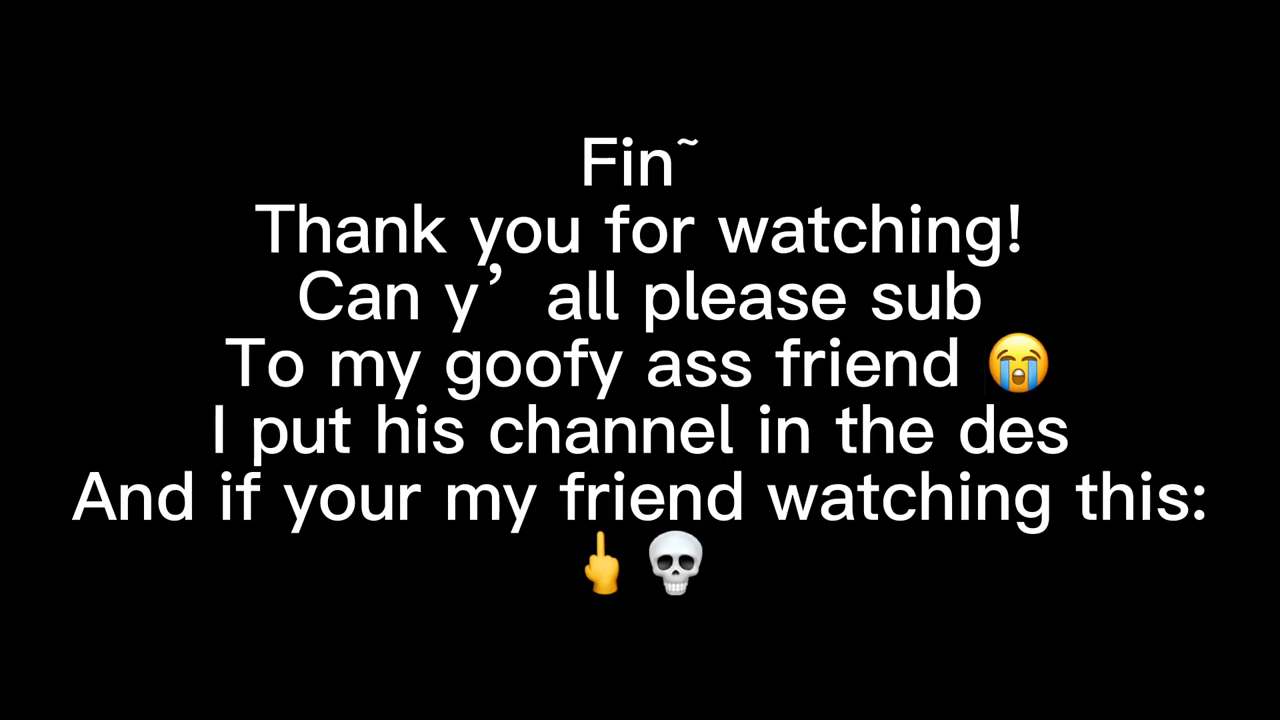 Fin~
Thank you for watching!
Can y’all please sub
To my goofy ass friend 😭
I put his channel in the des
And if your my friend watching this:
🖕💀